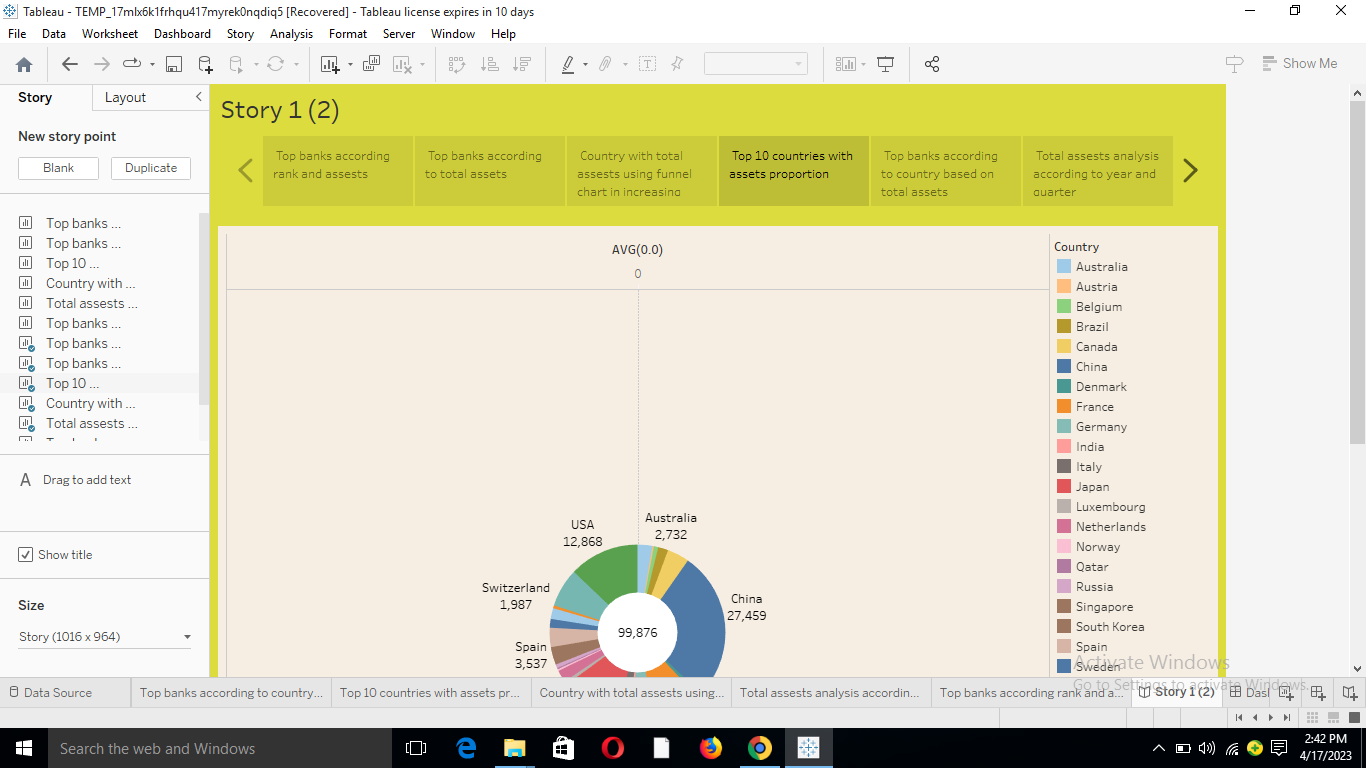 Tableau - TEMP_17mlx6k1frhqu417myrek0nqdiq5 [Recovered] - Tableau license expires in 10 days
File Data Worksheet Dashboard Story Analysis Format Server Window Help
Show Me
Story Layout
New story point
Blank Duplicate
Top banks ...
Top banks ...
Top 10 ...
Country with ...
Total assests ...
Top banks ...
Top banks ...
Top banks ...
Top 10 ...
Country with ...
Total assests ...
A Drag to add text
Show title
Size
Story (1016 x 964)
Story 1 (2)
Top banks according
rank and assests
Top banks according
to total assets
Country with total
assests using funnel
chart in increasing
Top 10 countries with
assets proportion
Top banks according
to country based on
total assets
Total assests analysis
according to year and
quarter
AVG(0.0)
0
USA
12,868
Australia
2,732
Switzerland
1,987
China
27,459
99,876
Spain
3,537
Country
Australia
Austria
Belgium
Brazil
Canada
China
Denmark
France
Germany
India
Italy
Japan
Luxembourg
Netherlands
Norway
Qatar
Russia
Singapore
South Korea
Spain
Sweden
Activate Windows
Go to Settings to activate Windows.
Data Source Top banks according to country... Top 10 countries with assets pr... Country with total assests using... Total assests analysis accordin... Top banks according rank and a... Story 1 (2) Dasl
Search the web and Windows
2:42 PM
4/17/2023